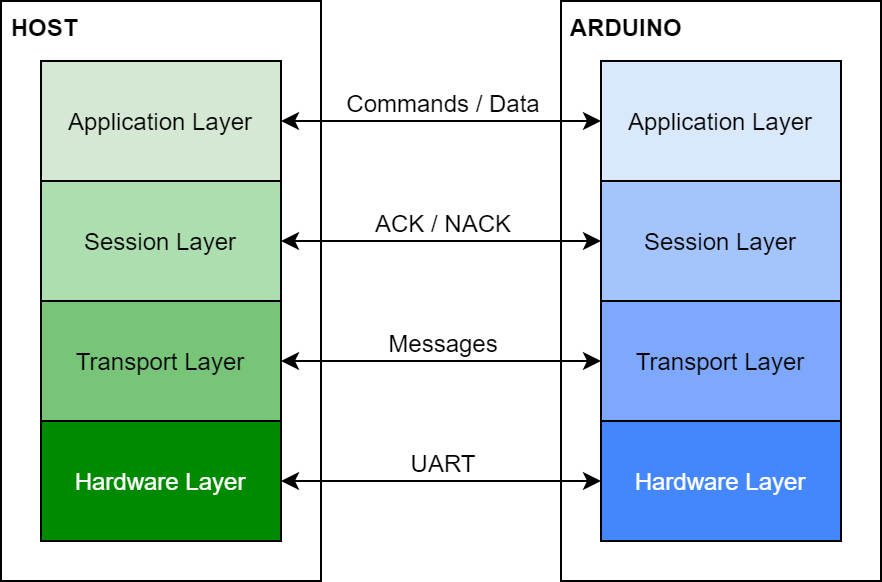 HOST
ARDUINO
Application Layer
Commands / Data
Application Layer
Session Layer
ACK / NACK
Session Layer
Transport Layer
Messages
Transport Layer
Hardware Layer
UART
Hardware Layer